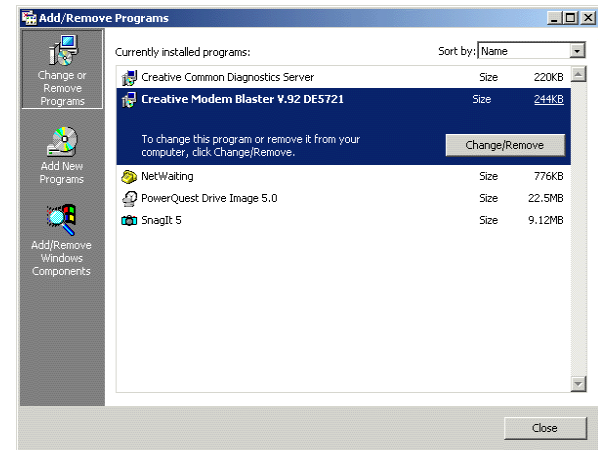 Add/Remove Programs
Change or
Remove
Programs
Add New
Programs
Add/Remove
Windows
Components
Currently installed programs:
Sort by: Name
Creative Common Diagnostics Server Size 220KB
Creative Modem Blaster V.92 DE5721 Size 244KB
To change this program or remove it from your
computer, click Change/Remove.
Change/Remove
NetWaiting Size 776KB
PowerQuest Drive Image 5.0 Size 22.5MB
SnagIt 5 Size 9.12MB
Close